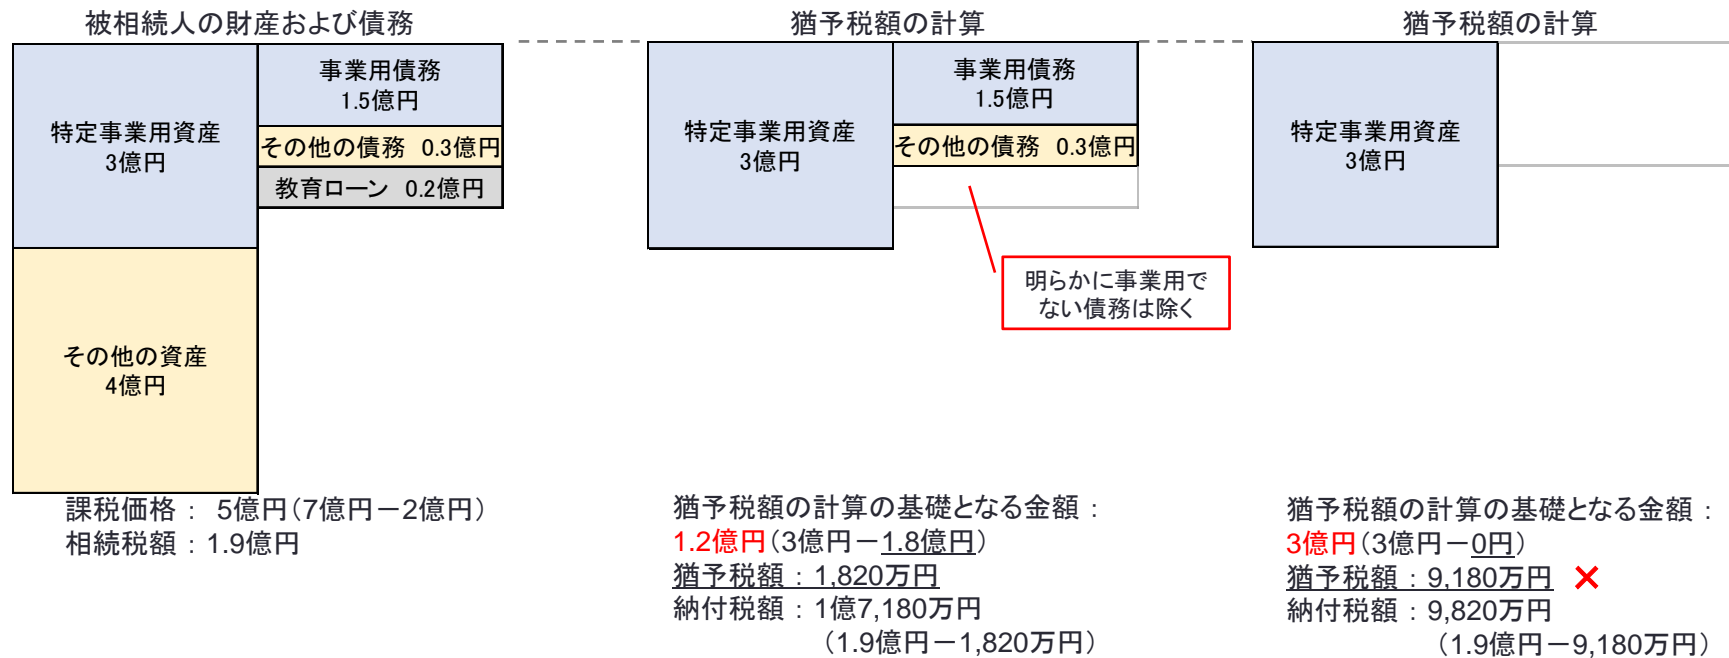 被相続人の財産および債務
特定事業用資産
3億円
事業用債務
1.5億円
その他の債務 0.3億円
教育ローン 0.2億円
その他の資産
4億円
課税価格： 5億円（7億円－2億円）
相続税額：1.9億円
猶予税額の計算
特定事業用資産
3億円
事業用債務
1.5億円
その他の債務 0.3億円
明らかに事業用で
ない債務は除く
猶予税額の計算の基礎となる金額：
1.2億円（3億円－1.8億円）
猶予税額：1,820万円
納付税額：1億7,180万円
（1.9億円－1,820万円）
猶予税額の計算
特定事業用資産
3億円
猶予税額の計算の基礎となる金額：
3億円（3億円－0円）
猶予税額：9,180万円 ×
納付税額：9,820万円
（1.9億円－9,180万円）